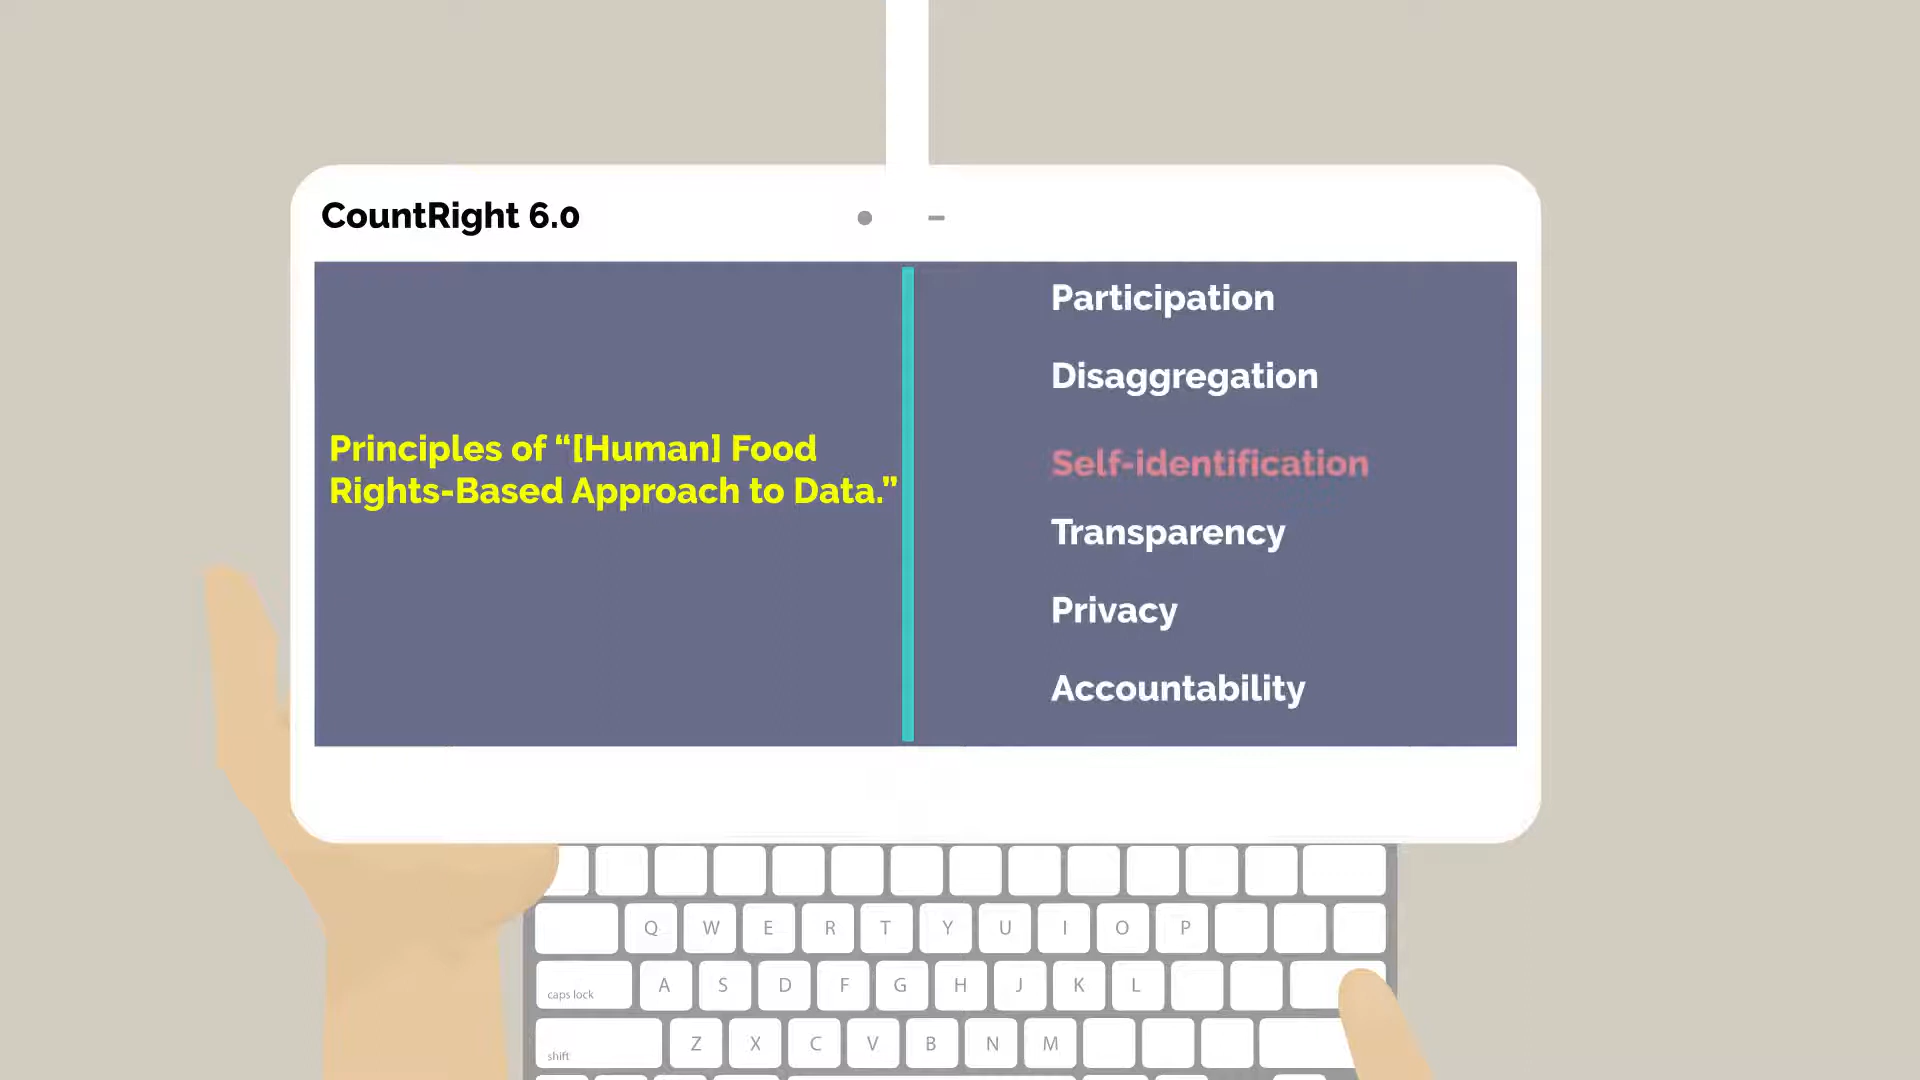 CountRight 6.0
Principles of “[Human] Food
Rights-Based Approach to Data.”
Participation
Disaggregation
Self-identification
Transparency
Privacy
Accountability
Q W E R T Y U I O P
caps lock A S D F G H J K L
shift Z X C V B N M